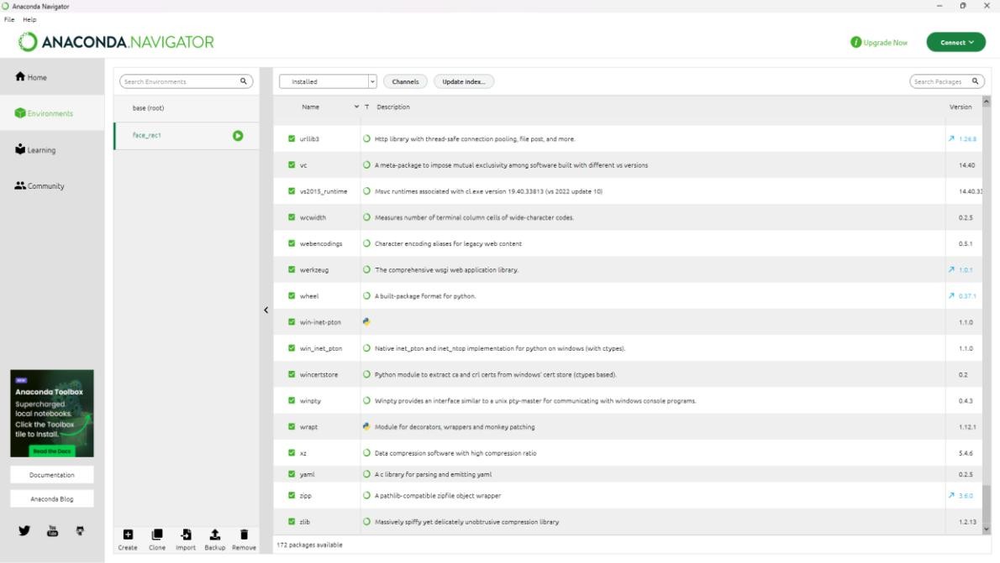 Anaconda Navigator
File Help
ANACONDA.NAVIGATOR
Upgrade Now
Connect
Home
Environments
Learning
Community
NEW
Anaconda Toolbox
Supercharged
local notebooks.
Click the Toolbox
tile to install.
Read the Docs
Documentation
Anaconda Blog
You
Tube
Search Environments
base (root)
face_rec1
Create Clone Import Backup Remove
Installed Channels Update index... Search Packages
Name T Description Version
urllib3 Http library with thread-safe connection pooling, file post, and more. 1.26.8
vc A meta-package to impose mutual exclusivity among software built with different vs versions 14.40
vs2015_runtime Msvc runtimes associated with cl.exe version 19.40.33813 (vs 2022 update 10) 14.40.33
wcwidth Measures number of terminal column cells of wide-character codes. 0.2.5
webencodings Character encoding aliases for legacy web content 0.5.1
werkzeug The comprehensive wsgi web application library. 1.0.1
wheel A built-package format for python. 0.37.1
win-inet-pton 1.1.0
win_inet_pton Native inet_pton and inet_ntop implementation for python on windows (with ctypes). 1.1.0
wincertstore Python module to extract ca and crl certs from windows' cert store (ctypes based). 0.2
winpty Winpty provides an interface similar to a unix pty-master for communicating with windows console programs. 0.4.3
wrapt Module for decorators, wrappers and monkey patching 1.12.1
xz Data compression software with high compression ratio 5.4.6
yaml A c library for parsing and emitting yaml 0.2.5
zipp A pathlib-compatible zipfile object wrapper 3.6.0
zlib Massively spiffy yet delicately unobtrusive compression library 1.2.13
172 packages available